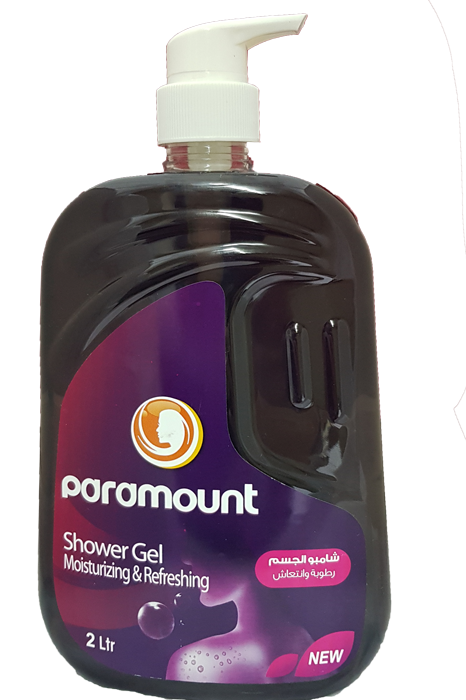 paramount
Shower Gel
Moisturizing & Refreshing
شامبو الجسم
رطوبة وانتعاش
2 Ltr
NEW